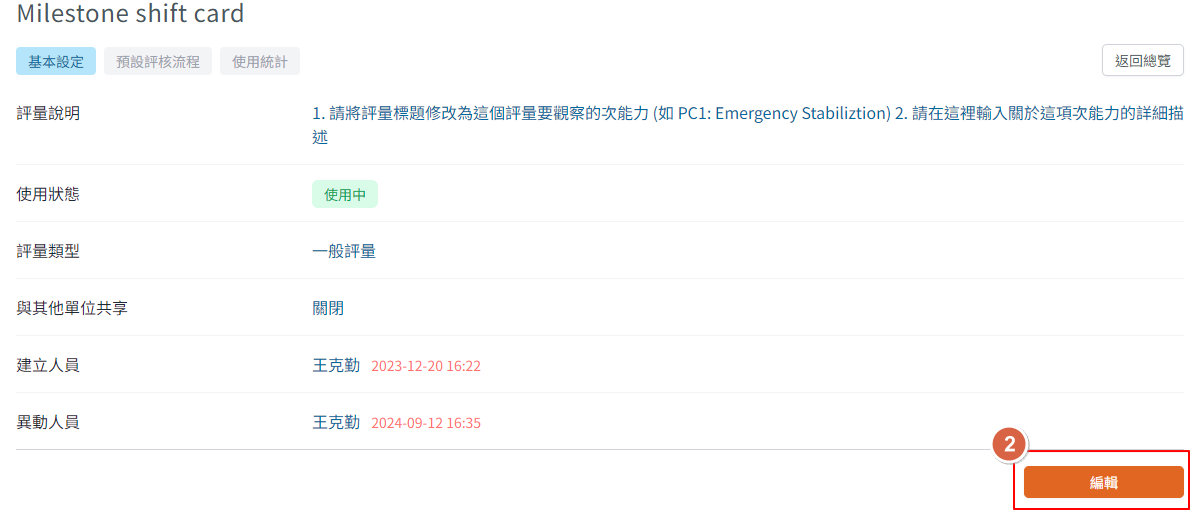 Milestone shift card
基本設定 預設評核流程 使用統計 返回總覽
評量說明 1. 請將評量標題修改為這個評量要觀察的次能力 (如 PC1: Emergency Stabiliztion) 2. 請在這裡輸入關於這項次能力的詳細描
述
使用狀態 使用中
評量類型 一般評量
與其他單位共享 關閉
建立人員 王克勤 2023-12-20 16:22
異動人員 王克勤 2024-09-12 16:35
2
編輯